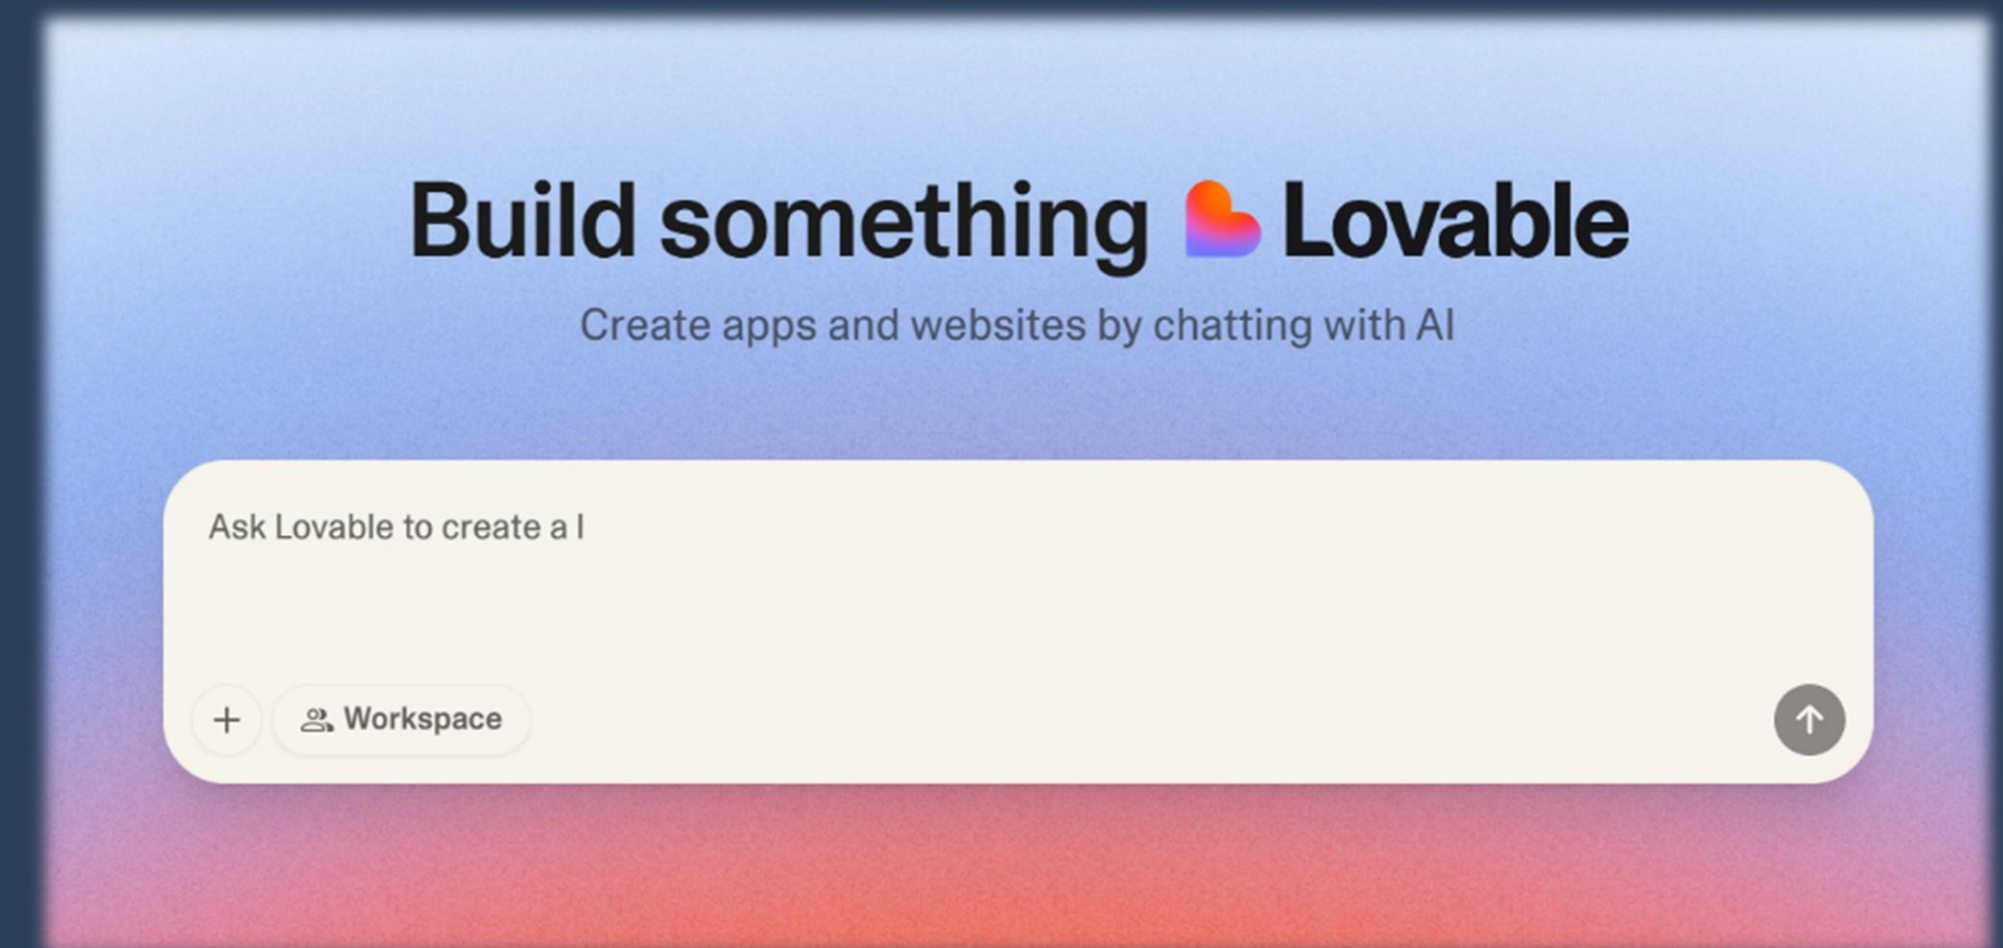 Build something Lovable
Create apps and websites by chatting with AI
Ask Lovable to create a l
Workspace